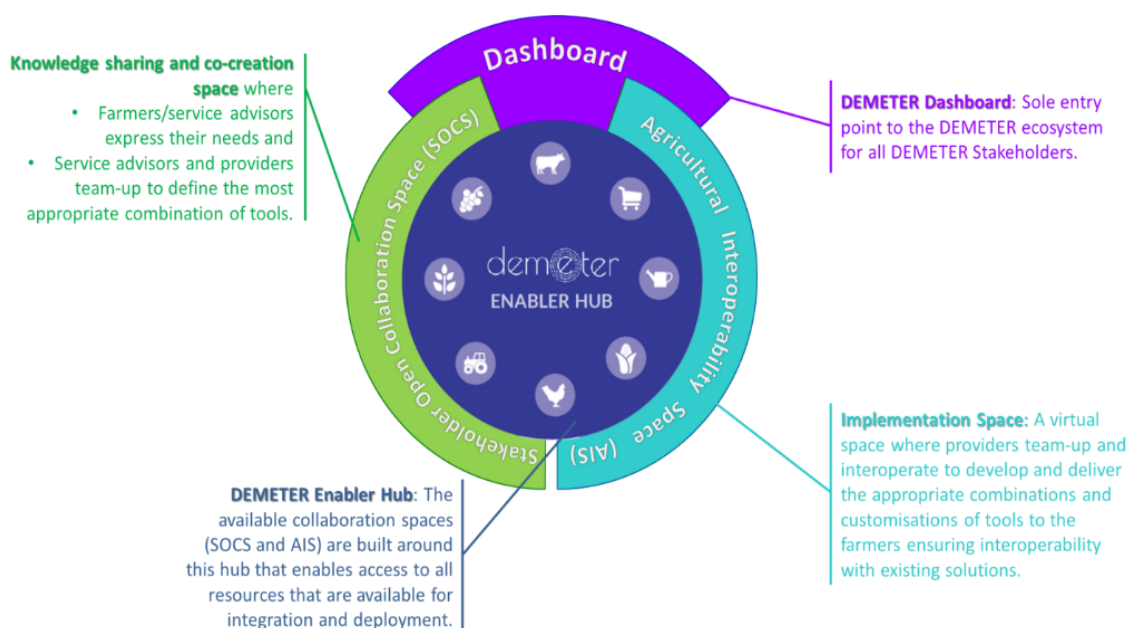 Dashboard
Knowledge sharing and co-creation
space where
• Farmers/service advisors
express their needs and
• Service advisors and providers
team-up to define the most
appropriate combination of tools.
DEMETER Dashboard: Sole entry
point to the DEMETER ecosystem
for all DEMETER Stakeholders.
Stakeholder Open Collaboration Space (SOCS)
Agricultural Interoperability Space (AIS)
demeter
ENABLER HUB
Implementation Space: A virtual
space where providers team-up and
interoperate to develop and deliver
the appropriate combinations and
customisations of tools to the
farmers ensuring interoperability
with existing solutions.
DEMETER Enabler Hub: The
available collaboration spaces
(SOCS and AIS) are built around
this hub that enables access to all
resources that are available for
integration and deployment.